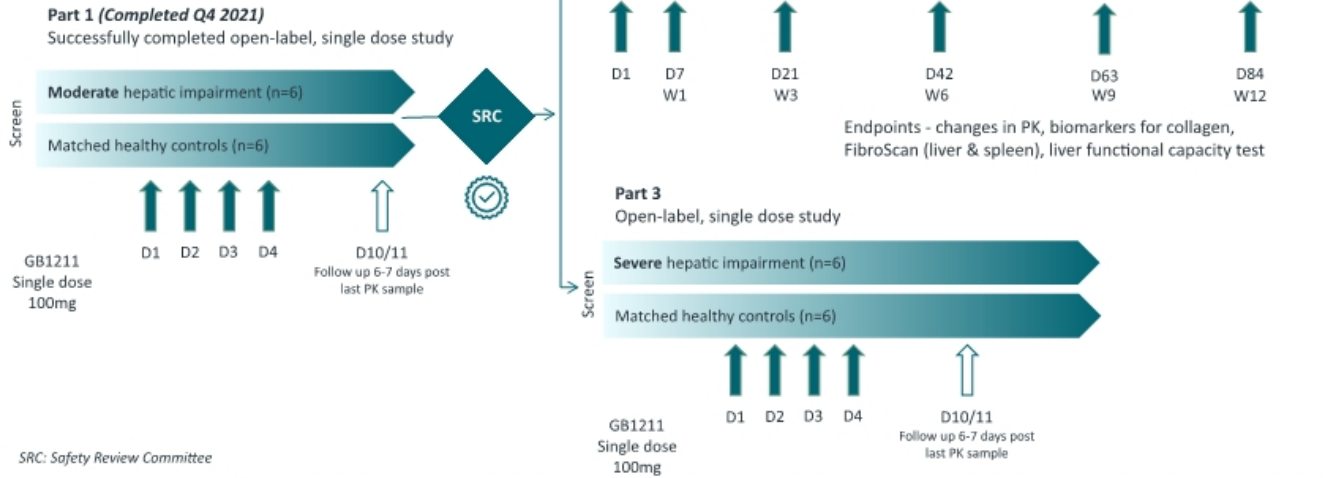 Part 1 (Completed Q4 2021)
Successfully completed open-label, single dose study
Screen
Moderate hepatic impairment (n=6)
Matched healthy controls (n=6)
SRC
D1 D2 D3 D4
D10/11
Follow up 6-7 days post
last PK sample
GB1211
Single dose
100mg
D1 D7 D21 D42 D63 D84
W1 W3 W6 W9 W12
Endpoints - changes in PK, biomarkers for collagen,
FibroScan (liver & spleen), liver functional capacity test
Part 3
Open-label, single dose study
Screen
Severe hepatic impairment (n=6)
Matched healthy controls (n=6)
D1 D2 D3 D4
D10/11
Follow up 6-7 days post
last PK sample
GB1211
Single dose
100mg
SRC: Safety Review Committee